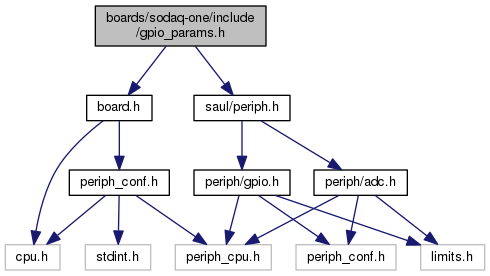 boards/sodaq-one/include
/gpio_params.h
board.h
saul/periph.h
periph_conf.h
periph/gpio.h
periph/adc.h
cpu.h
stdint.h
periph_cpu.h
periph_conf.h
limits.h